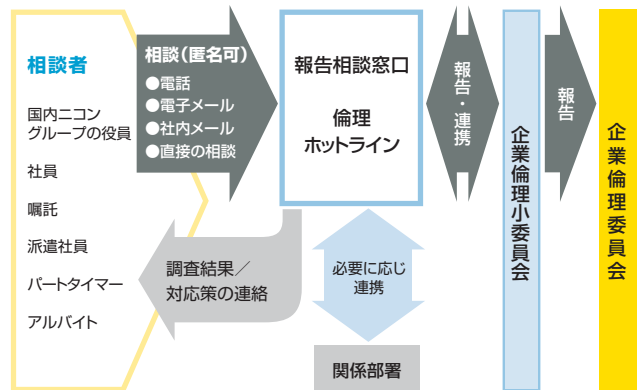 相談者
国内ニコン
グループの役員
社員
嘱託
派遣社員
パートタイマー
アルバイト
相談（匿名可）
●電話
●電子メール
●社内メール
●直接の相談
報告相談窓口
倫理
ホットライン
報告・連携
企業倫理小委員会
報告
企業倫理委員会
調査結果／
対応策の連絡
必要に応じ
連携
関係部署